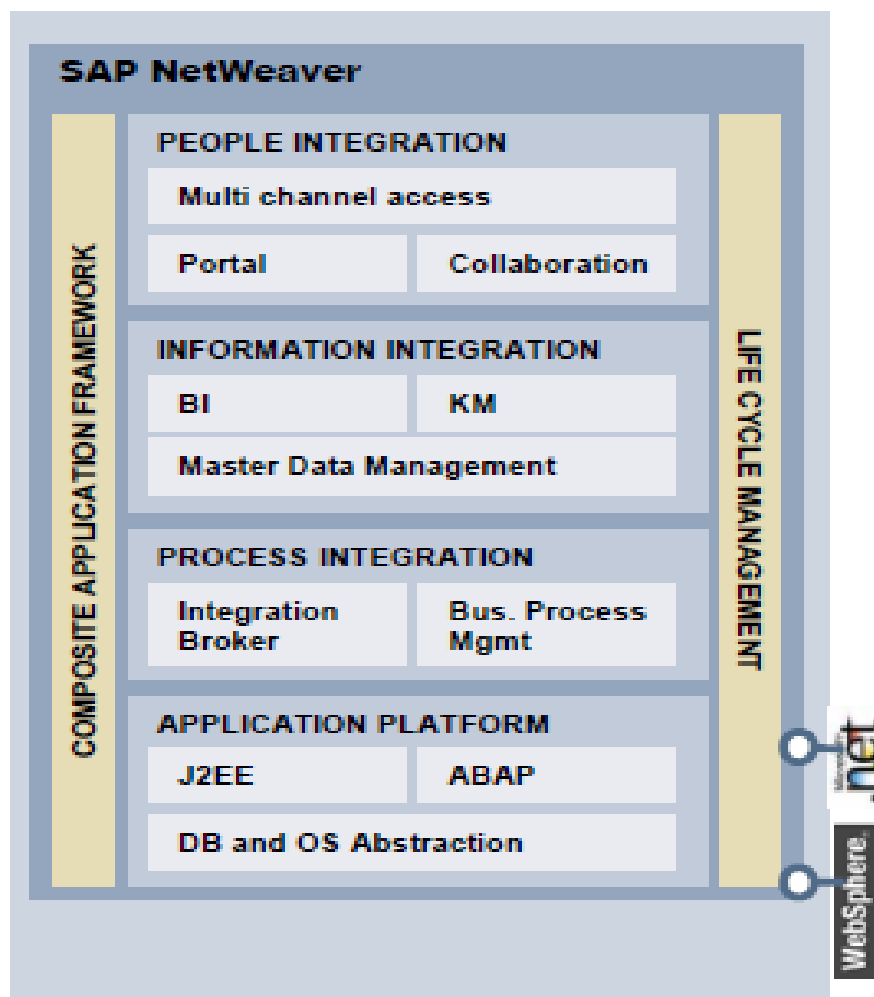 SAP NetWeaver
COMPOSITE APPLICATION FRAMEWORK
PEOPLE INTEGRATION
Multi channel access
Portal
Collaboration
INFORMATION INTEGRATION
BI
KM
Master Data Management
PROCESS INTEGRATION
Integration
Broker
Bus. Process
Mgmt
APPLICATION PLATFORM
J2EE
ABAP
DB and OS Abstraction
LIFE CYCLE MANAGEMENT
Microsoft
.net
WebSphere.